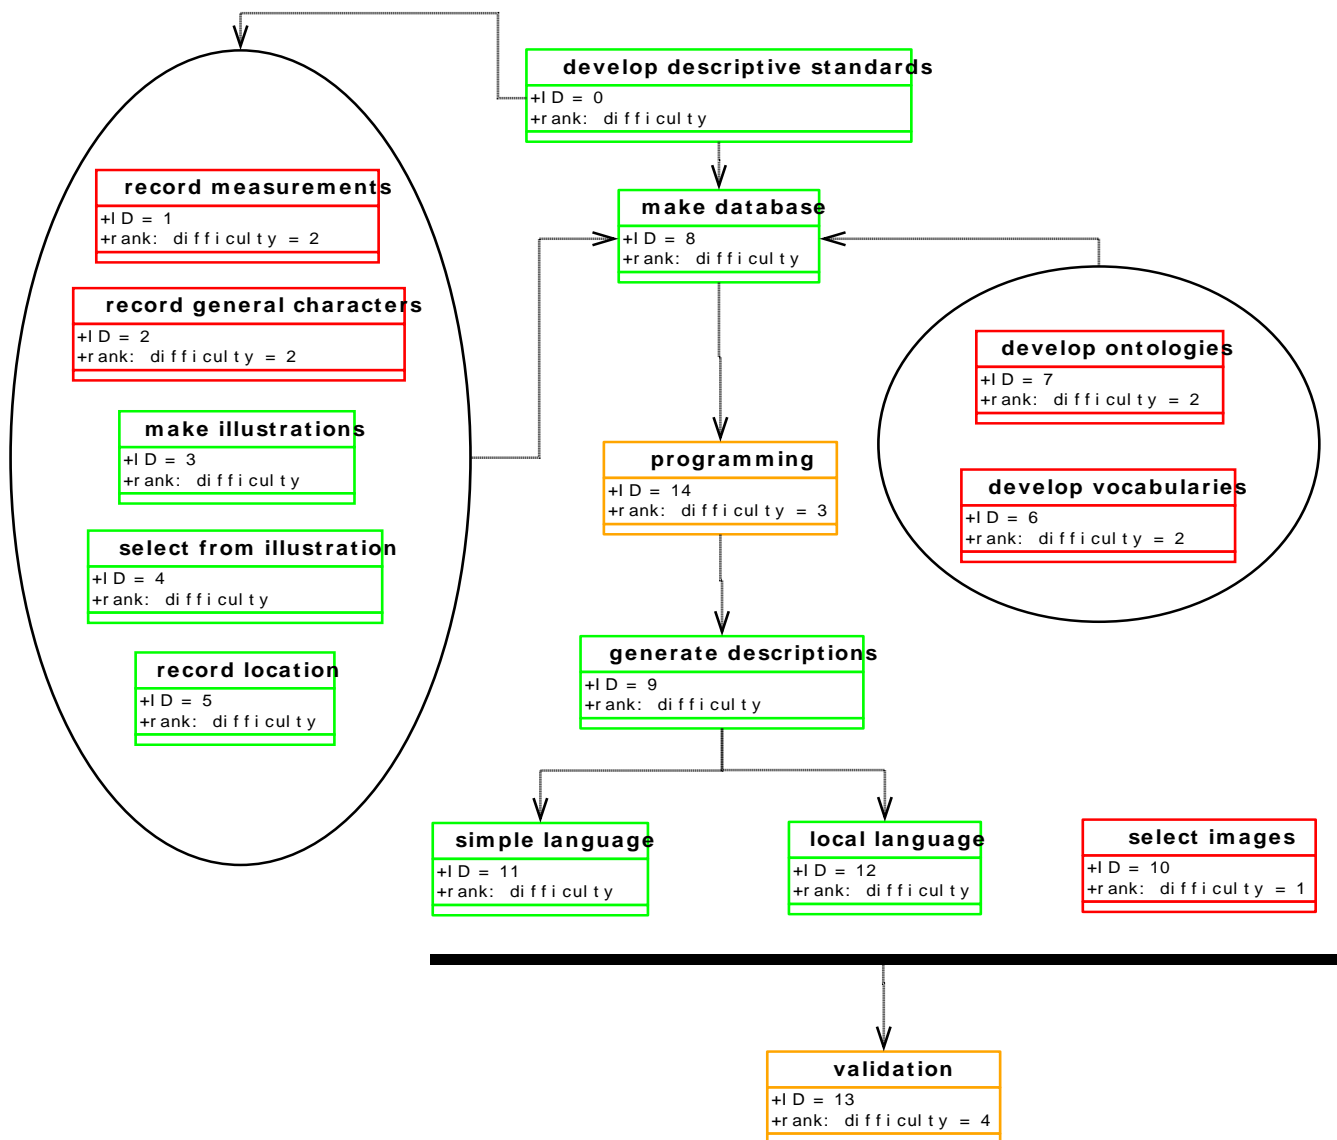 develop descriptive standards
+ID = 0
+rank: difficulty
record measurements
+ID = 1
+rank: difficulty = 2
make database
+ID = 8
+rank: difficulty
record general characters
+ID = 2
+rank: difficulty = 2
develop ontologies
+ID = 7
+rank: difficulty = 2
make illustrations
+ID = 3
+rank: difficulty
programming
+ID = 14
+rank: difficulty = 3
develop vocabularies
+ID = 6
+rank: difficulty = 2
select from illustration
+ID = 4
+rank: difficulty
record location
+ID = 5
+rank: difficulty
generate descriptions
+ID = 9
+rank: difficulty
simple language
+ID = 11
+rank: difficulty
local language
+ID = 12
+rank: difficulty
select images
+ID = 10
+rank: difficulty = 1
validation
+ID = 13
+rank: difficulty = 4